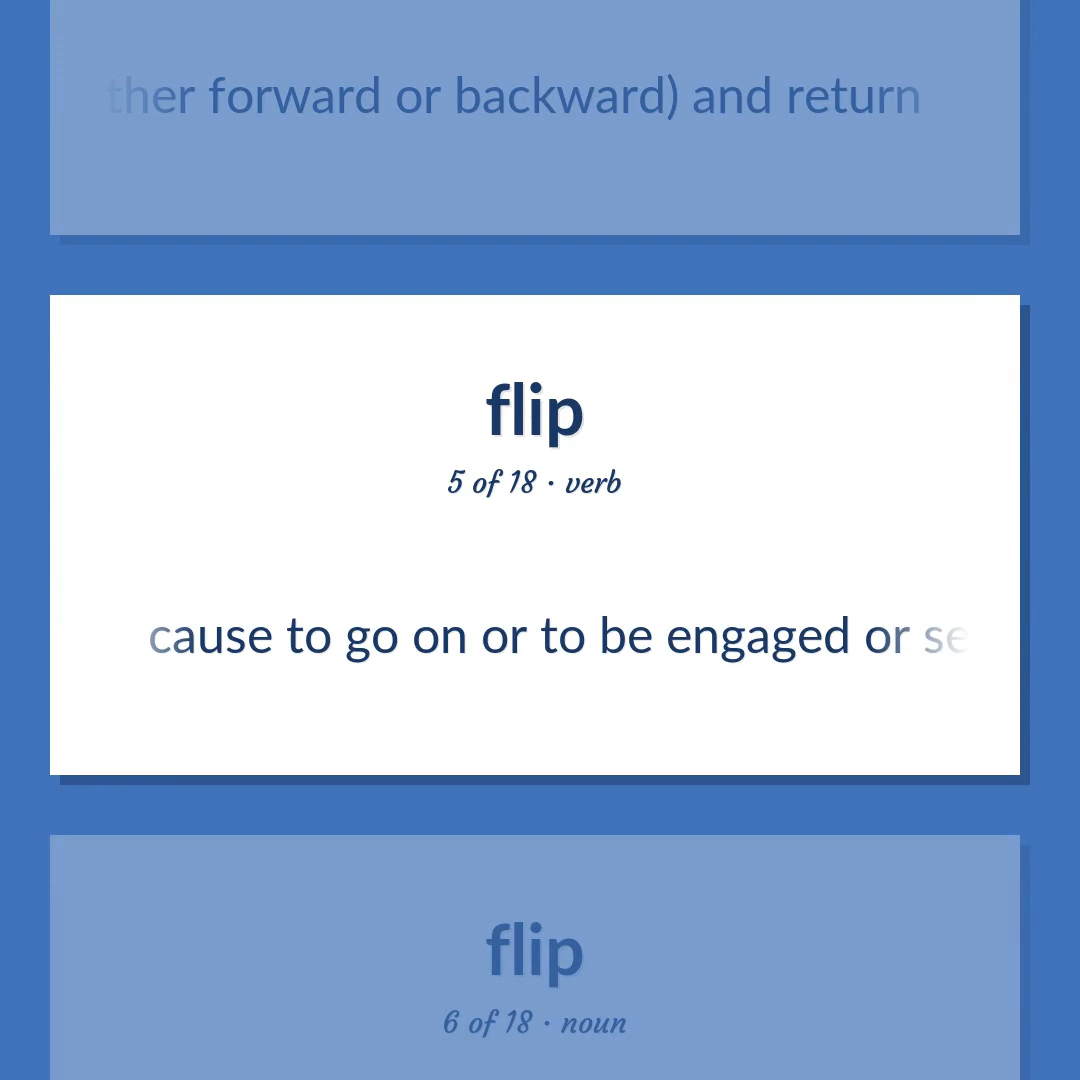 ther forward or backward) and return
flip
5 of 18 · verb
cause to go on or to be engaged or se
flip
6 of 18 · noun